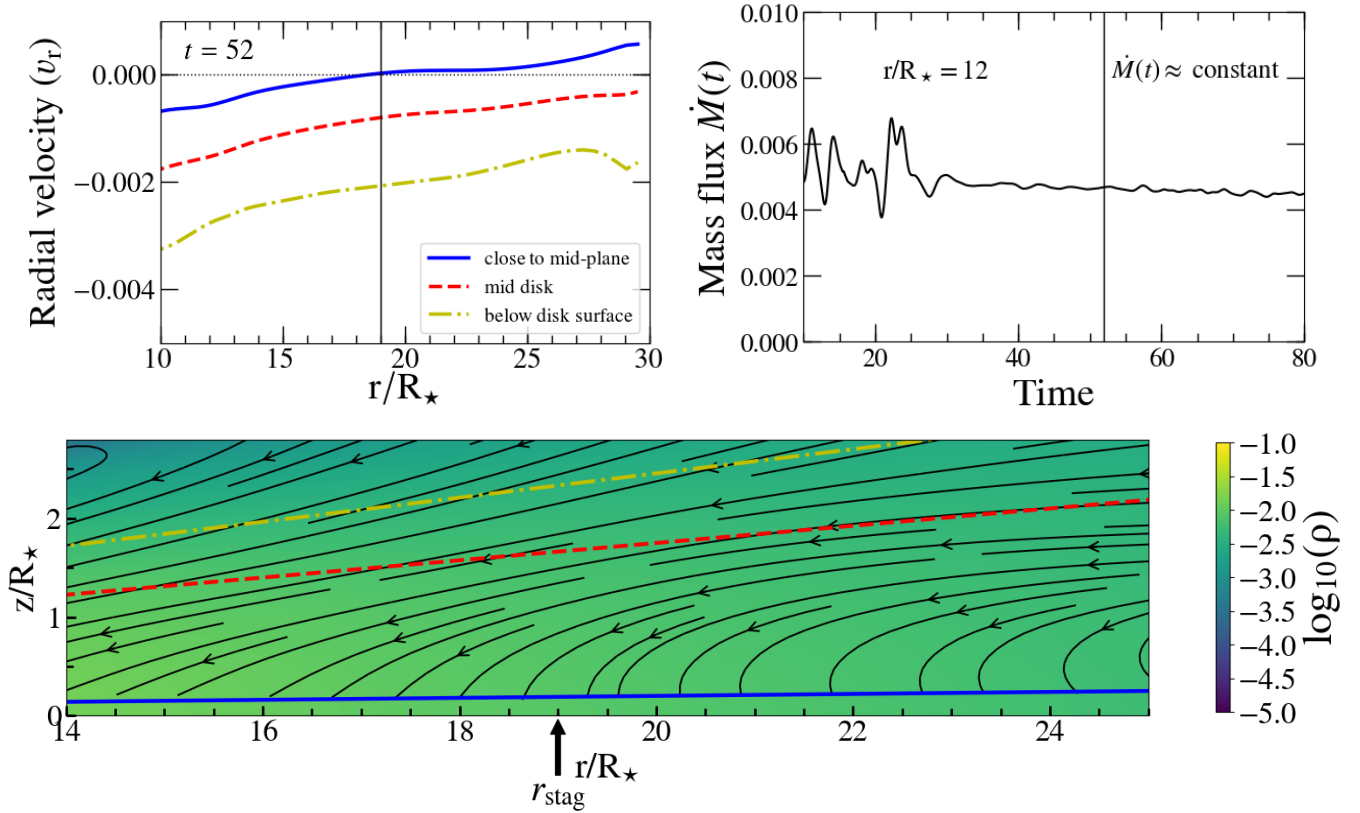 Radial velocity (v_r)
0.000
−0.002
−0.004
t = 52
close to mid-plane
mid disk
below disk surface
10 15 20 25 30
r/R⋆
Mass flux Ṁ(t)
0.010
0.008
0.006
0.004
0.002
0.000
r/R⋆ = 12
Ṁ(t) ≈ constant
20 40 60 80
Time
z/R⋆
2
1
0
14 16 18 20 22 24
r/R⋆
r_stag
−1.0
−1.5
−2.0
−2.5
−3.0
−3.5
−4.0
−4.5
−5.0
log₁₀(ρ)